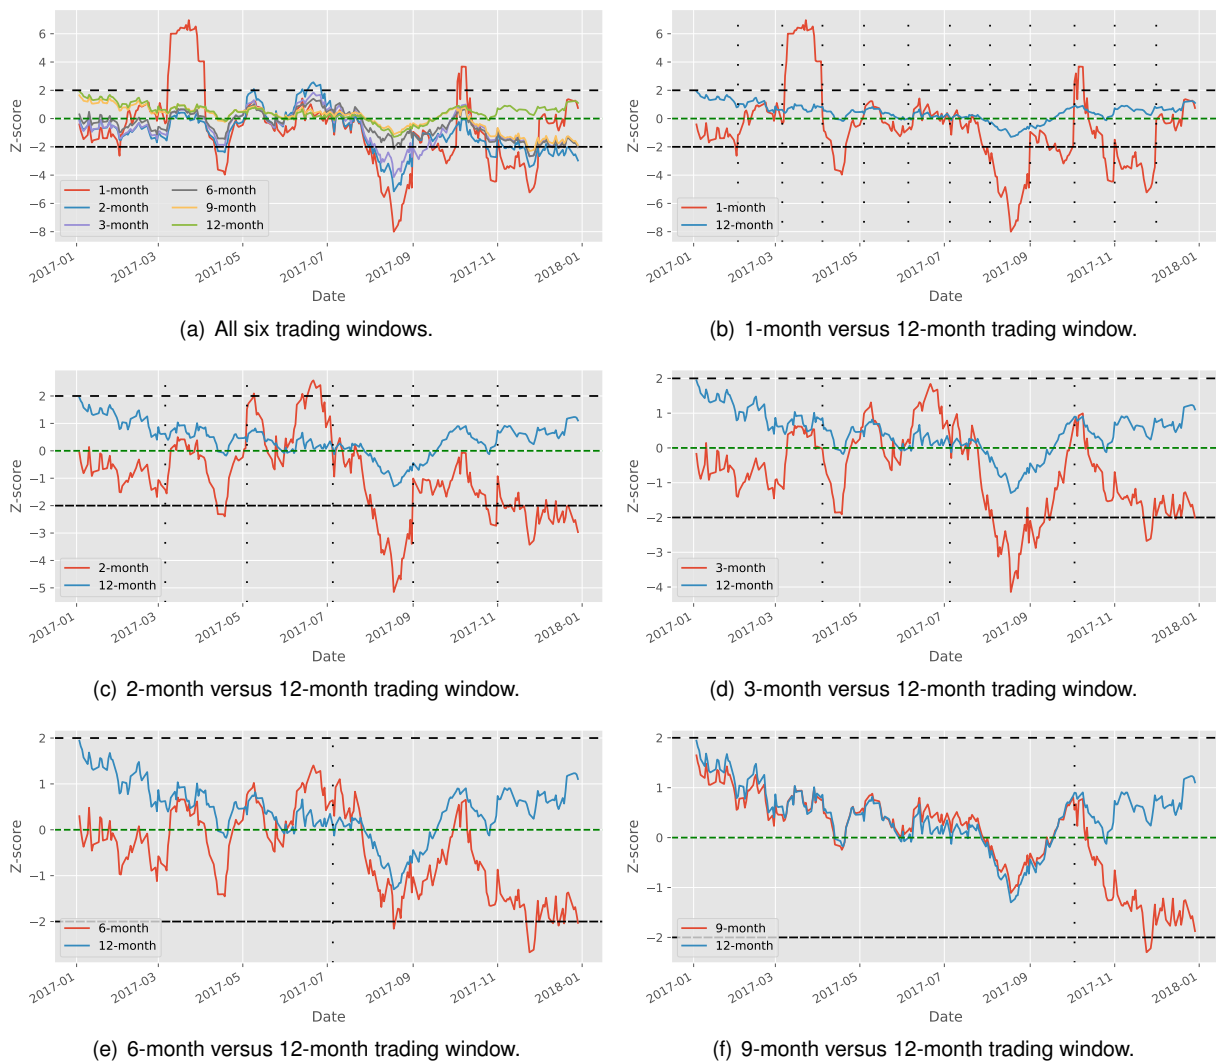 6
4
2
0
−2
−4
−6
−8
Z-score
1-month
2-month
3-month
6-month
9-month
12-month
2017-01
2017-03
2017-05
2017-07
2017-09
2017-11
2018-01
Date
(a) All six trading windows.
6
4
2
0
−2
−4
−6
−8
Z-score
1-month
12-month
2017-01
2017-03
2017-05
2017-07
2017-09
2017-11
2018-01
Date
(b) 1-month versus 12-month trading window.
2
1
0
−1
−2
−3
−4
−5
Z-score
2-month
12-month
2017-01
2017-03
2017-05
2017-07
2017-09
2017-11
2018-01
Date
(c) 2-month versus 12-month trading window.
2
1
0
−1
−2
−3
−4
Z-score
3-month
12-month
2017-01
2017-03
2017-05
2017-07
2017-09
2017-11
2018-01
Date
(d) 3-month versus 12-month trading window.
2
1
0
−1
−2
Z-score
6-month
12-month
2017-01
2017-03
2017-05
2017-07
2017-09
2017-11
2018-01
Date
(e) 6-month versus 12-month trading window.
2
1
0
−1
−2
Z-score
9-month
12-month
2017-01
2017-03
2017-05
2017-07
2017-09
2017-11
2018-01
Date
(f) 9-month versus 12-month trading window.